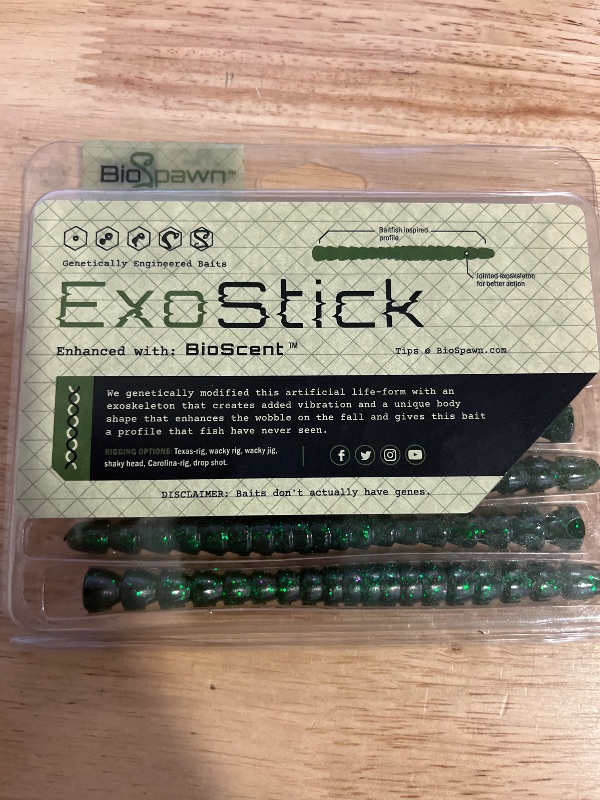 BioSpawn™
Baitfish inspired
profile
Genetically Engineered Baits
Jointed exoskeleton
for better action
ExoStick
Enhanced with: BioScent™
Tips @ BioSpawn.com
We genetically modified this artificial life-form with an
exoskeleton that creates added vibration and a unique body
shape that enhances the wobble on the fall and gives this bait
a profile that fish have never seen.
RIGGING OPTIONS: Texas-rig, wacky rig, wacky jig,
shaky head, Carolina-rig, drop shot.
DISCLAIMER: Baits don't actually have genes.